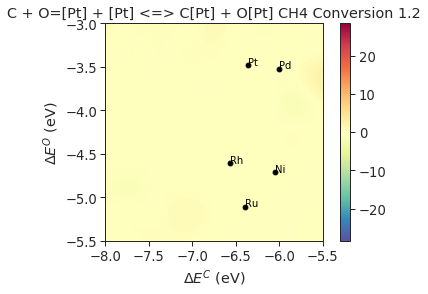 C + O=[Pt] + [Pt] <=> C[Pt] + O[Pt] CH4 Conversion 1.2
−3.0
−3.5
−4.0
−4.5
−5.0
−5.5
ΔE^O (eV)
Pt
Pd
Rh
Ni
Ru
−8.0 −7.5 −7.0 −6.5 −6.0 −5.5
ΔE^C (eV)
20
10
0
−10
−20